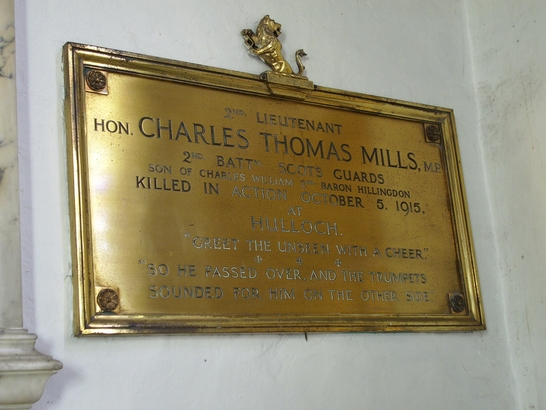 2ND LIEUTENANT
HON. CHARLES THOMAS MILLS, M.P.
2ND BATTN SCOTS GUARDS
SON OF CHARLES WILLIAM 2ND BARON HILLINGDON
KILLED IN ACTION OCTOBER 5. 1915.
AT
HULLOCH.
"GREET THE UNSEEN WITH A CHEER."
"SO HE PASSED OVER, AND THE TRUMPETS
SOUNDED FOR HIM ON THE OTHER SIDE."